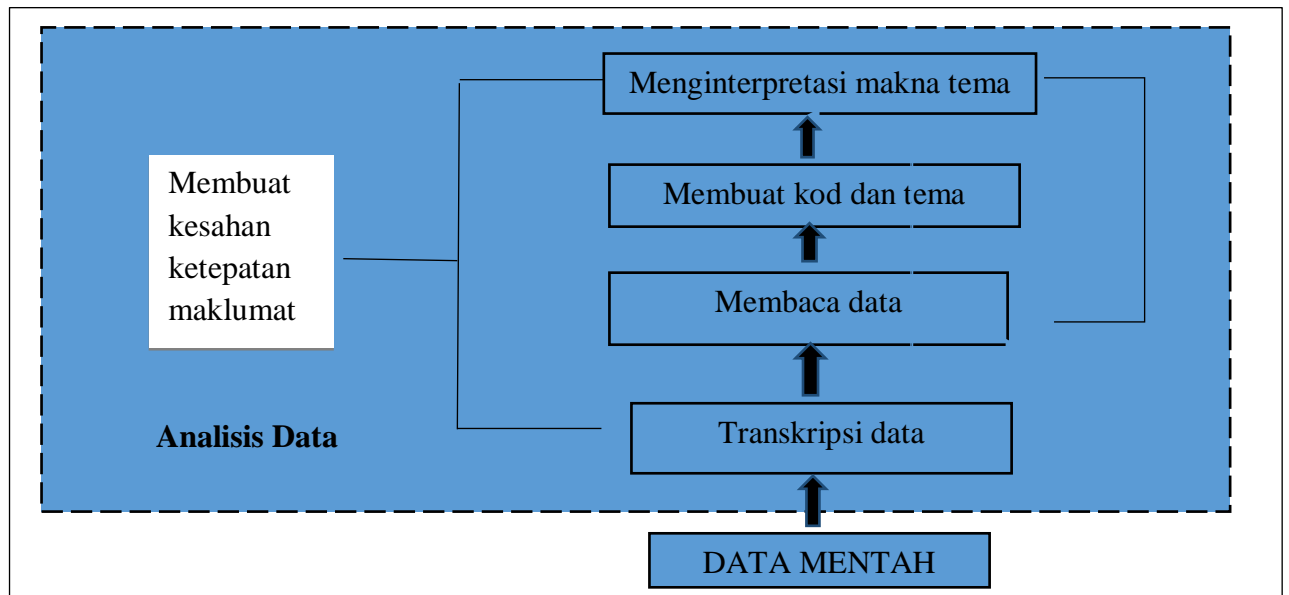 Menginterpretasi makna tema
Membuat kod dan tema
Membuat
kesahan
ketepatan
maklumat
Membaca data
Analisis Data
Transkripsi data
DATA MENTAH